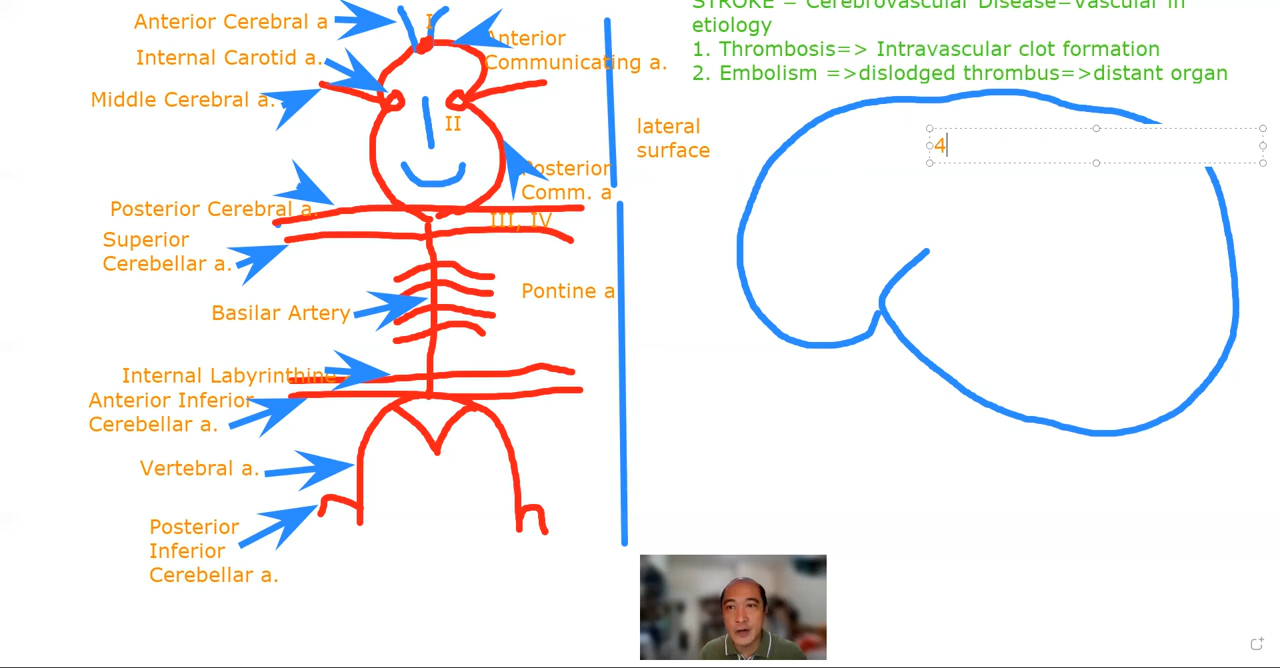 STROKE = Cerebrovascular Disease=Vascular in
etiology
1. Thrombosis=> Intravascular clot formation
2. Embolism =>dislodged thrombus=>distant organ
Anterior Cerebral a
I
Anterior
Communicating a.
Internal Carotid a.
Middle Cerebral a.
II
lateral
surface
4
Posterior
Comm. a
Posterior Cerebral a.
III, IV
Superior
Cerebellar a.
Pontine a
Basilar Artery
Internal Labyrinthine
Anterior Inferior
Cerebellar a.
Vertebral a.
Posterior
Inferior
Cerebellar a.